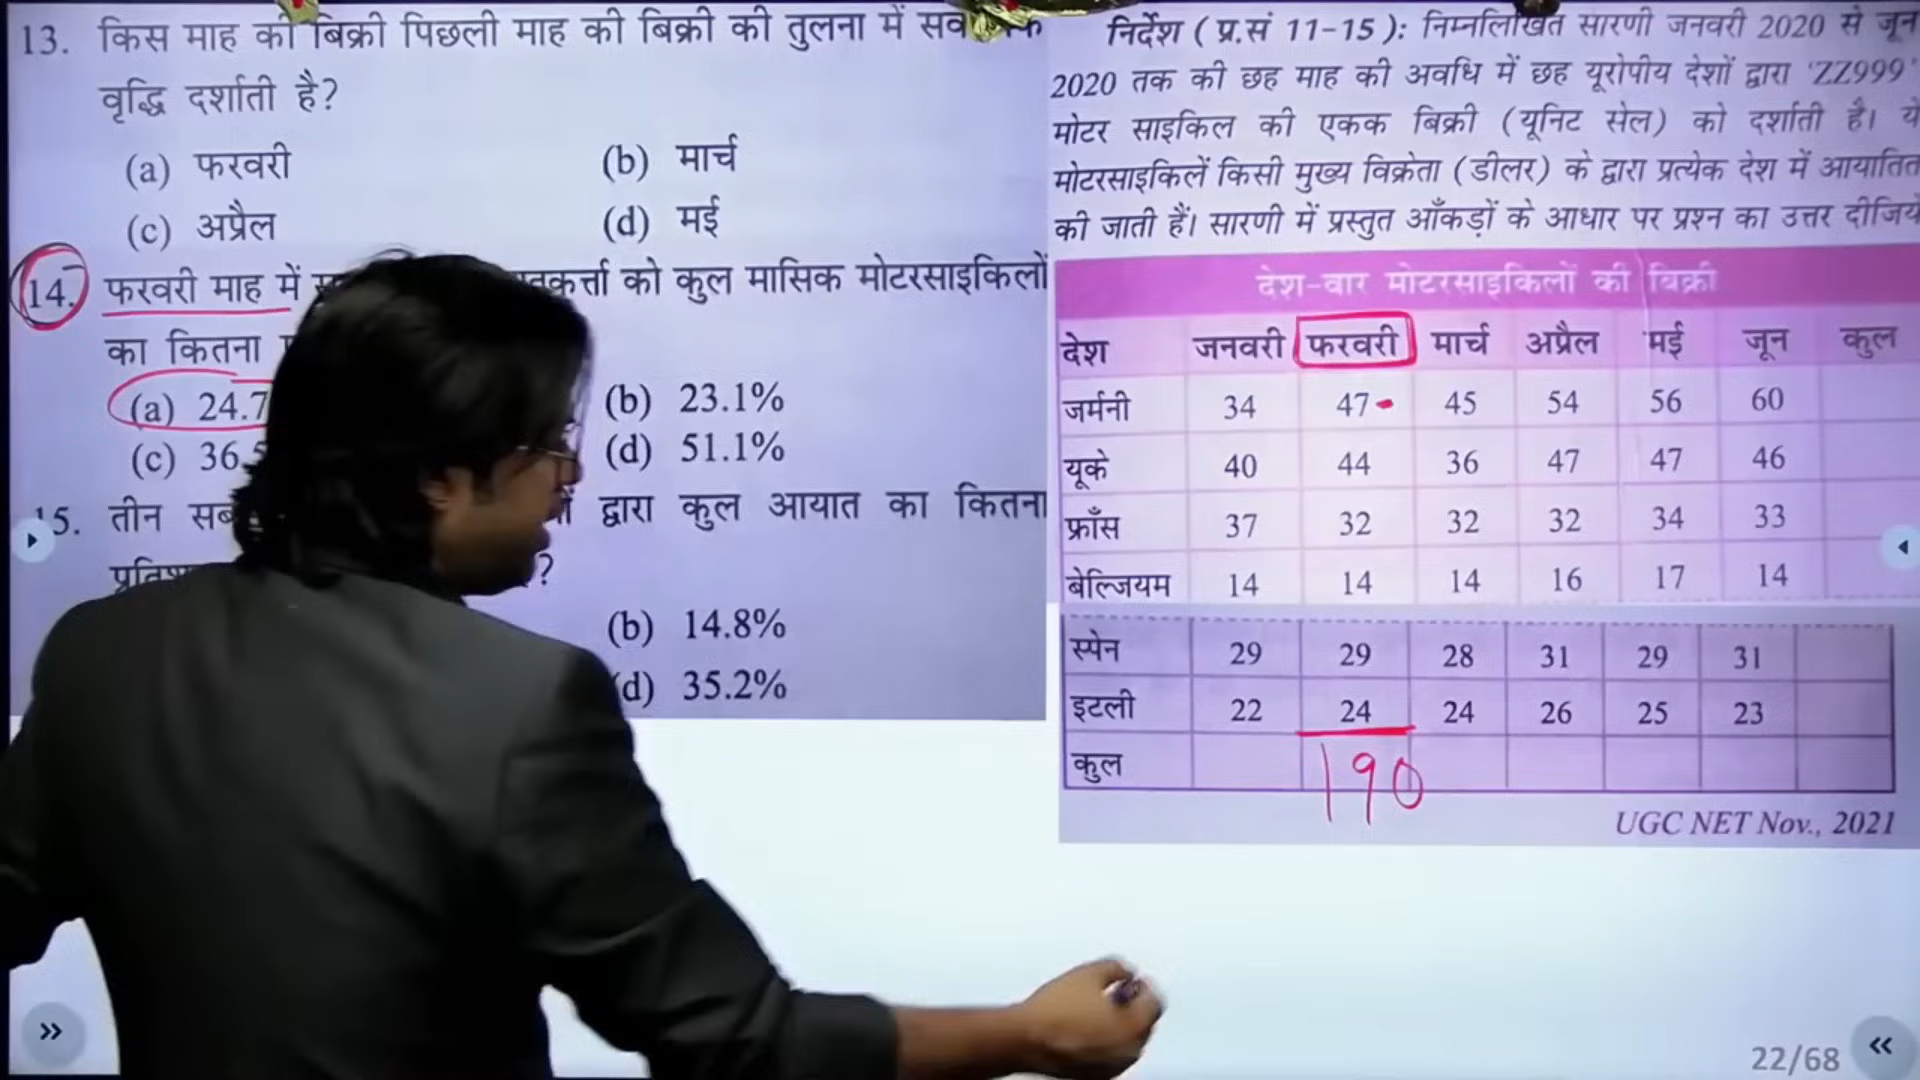 13. किस माह की बिक्री पिछली माह की बिक्री की तुलना में
वृद्धि दर्शाती है?
(a) फरवरी (b) मार्च
(c) अप्रैल (d) मई
14. फरवरी माह में को कुल मासिक मोटरसाइकिलों
का कितना
(a) 24.7 (b) 23.1%
(c) 36.5 (d) 51.1%
15. तीन द्वारा कुल आयात का कितना
?
(b) 14.8%
(d) 35.2%
निर्देश (प्र.सं 11-15): निम्नलिखित सारणी जनवरी 2020 से जून
2020 तक की छह माह की अवधि में छह यूरोपीय देशों द्वारा 'ZZ999'
मोटर साइकिल की एकक बिक्री (यूनिट सेल) को दर्शाती है। ये
मोटरसाइकिलें किसी मुख्य विक्रेता (डीलर) के द्वारा प्रत्येक देश में आयातित
की जाती हैं। सारणी में प्रस्तुत आँकड़ों के आधार पर प्रश्न का उत्तर दीजिये
देश-वार मोटरसाइकिलों की बिक्री
देश जनवरी फरवरी मार्च अप्रैल मई जून कुल
जर्मनी 34 47 45 54 56 60
यूके 40 44 36 47 47 46
फ्राँस 37 32 32 32 34 33
बेल्जियम 14 14 14 16 17 14
स्पेन 29 29 28 31 29 31
इटली 22 24 24 26 25 23
कुल 190
UGC NET Nov., 2021
22/68